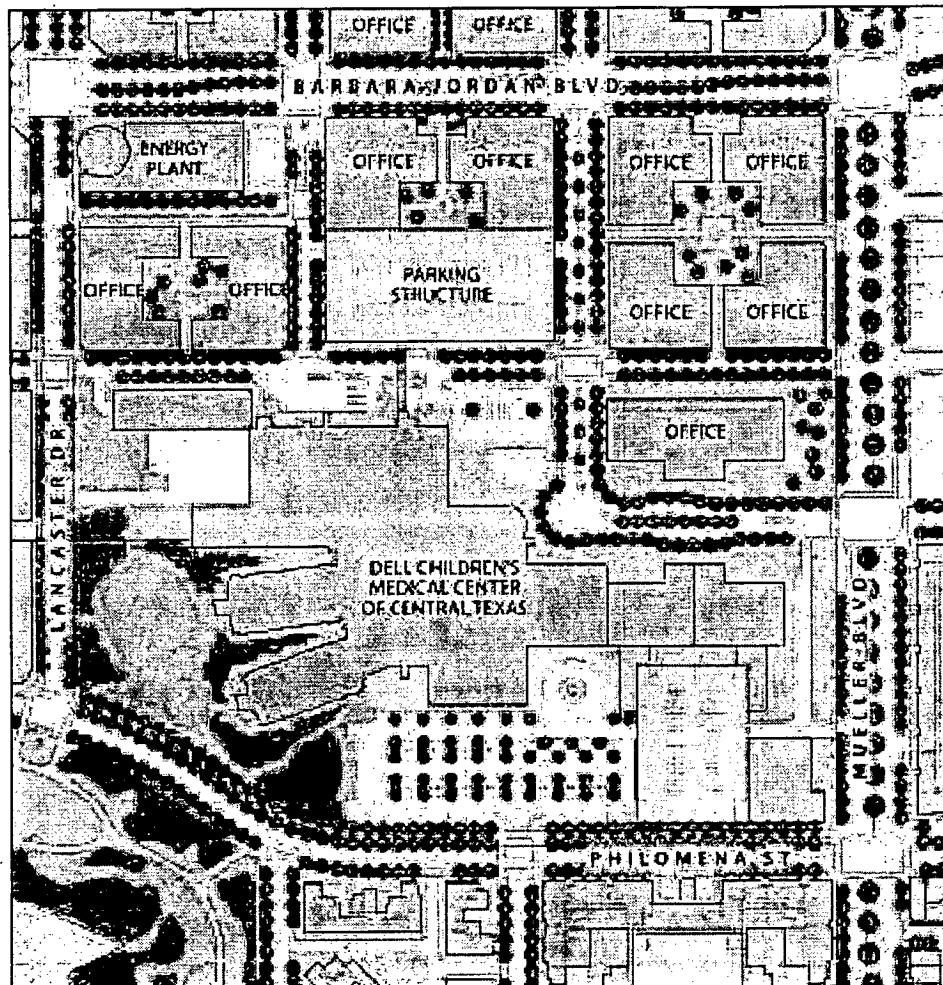 OFFICE OFFICE
BARBARA JORDAN BLVD
ENERGY
PLANT
OFFICE OFFICE
OFFICE OFFICE
OFFICE OFFICE
PARKING
STRUCTURE
OFFICE OFFICE
OFFICE
LANCASTER DR
DELL CHILDREN'S
MEDICAL CENTER
OF CENTRAL TEXAS
MUELLER BLVD
PHILOMENA ST